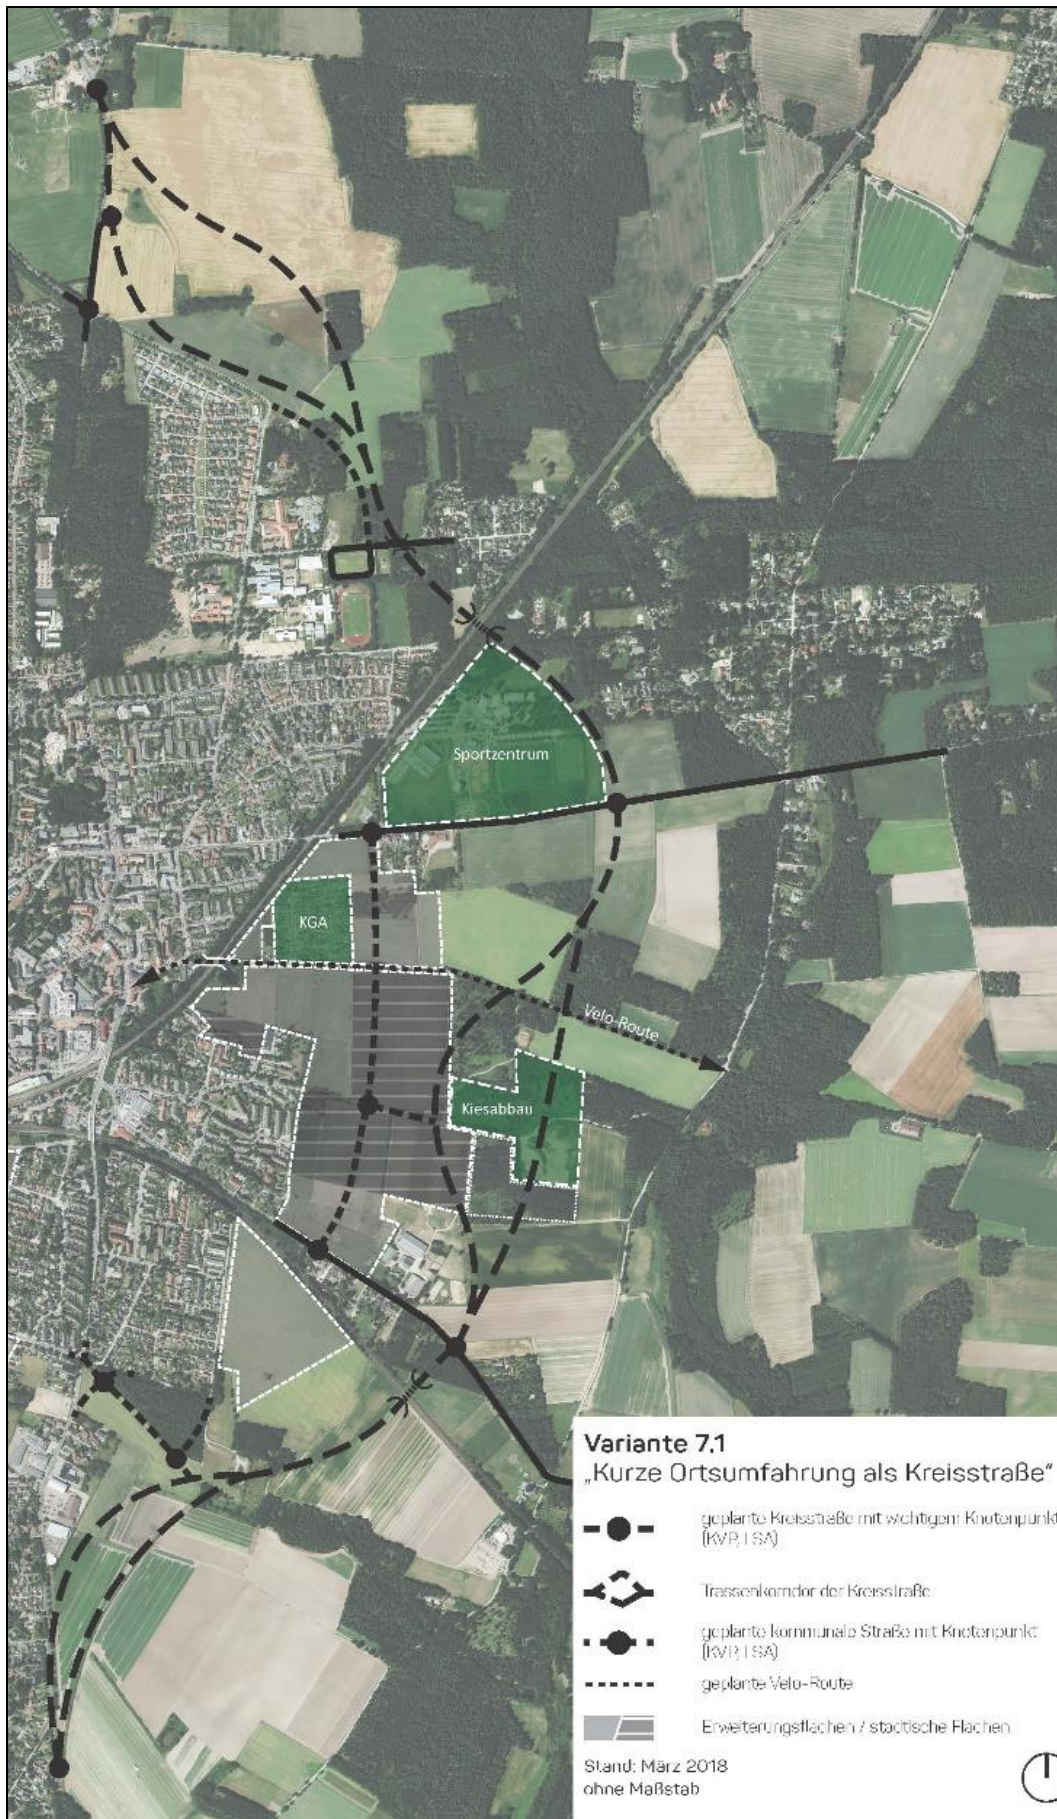 Sportzentrum
KGA
Velo-Route
Kiesabbau
Variante 7.1
„Kurze Ortsumfahrung als Kreisstraße“
geplante Kreisstraße mit wichtigem Knotenpunkt
(KVP, LSA)
Trassenkorridor der Kreisstraße
geplante kommunale Straße mit Knotenpunkt
(KVP, LSA)
geplante Velo-Route
Erweiterungsflächen / städtische Flächen
Stand: März 2018
ohne Maßstab